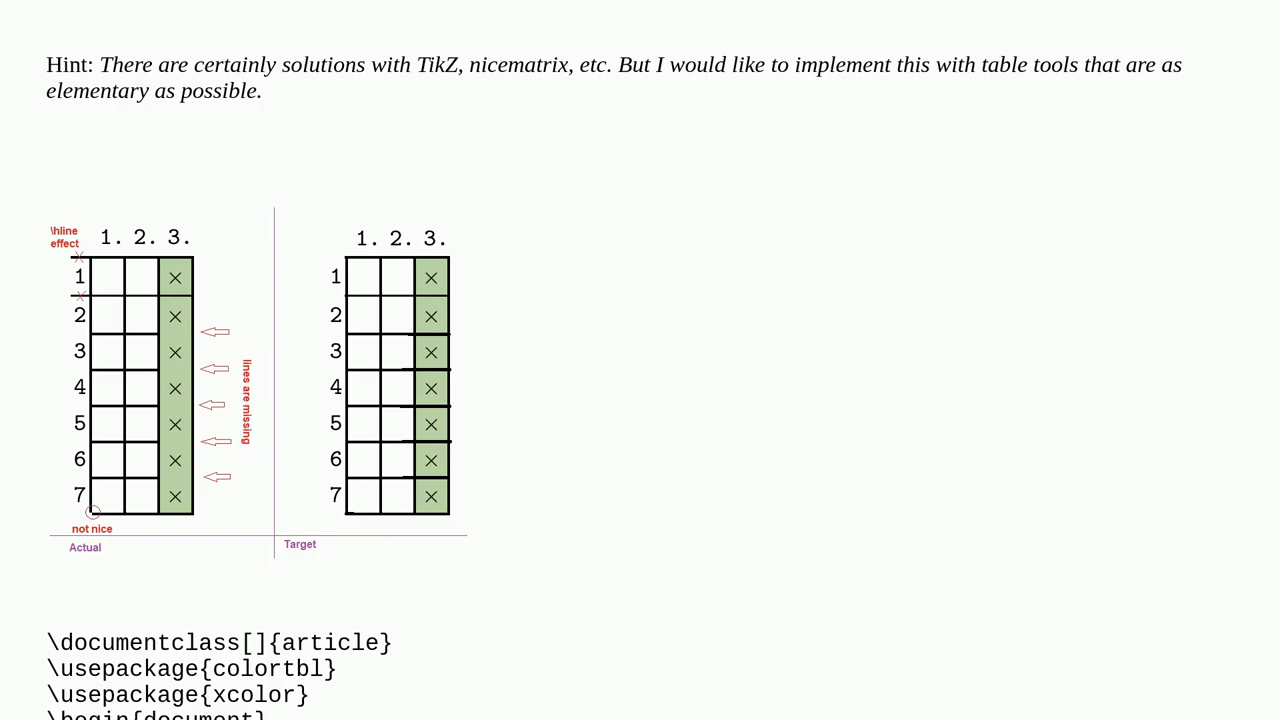 Hint: There are certainly solutions with TikZ, nicematrix, etc. But I would like to implement this with table tools that are as
elementary as possible.
\hline
effect
1. 2. 3.
1 ×
2 ×
3 ×
4 ×
5 ×
6 ×
7 ×
lines are missing
not nice
Actual
1. 2. 3.
1 ×
2 ×
3 ×
4 ×
5 ×
6 ×
7 ×
Target
\documentclass[]{article}
\usepackage{colortbl}
\usepackage{xcolor}
\begin{document}